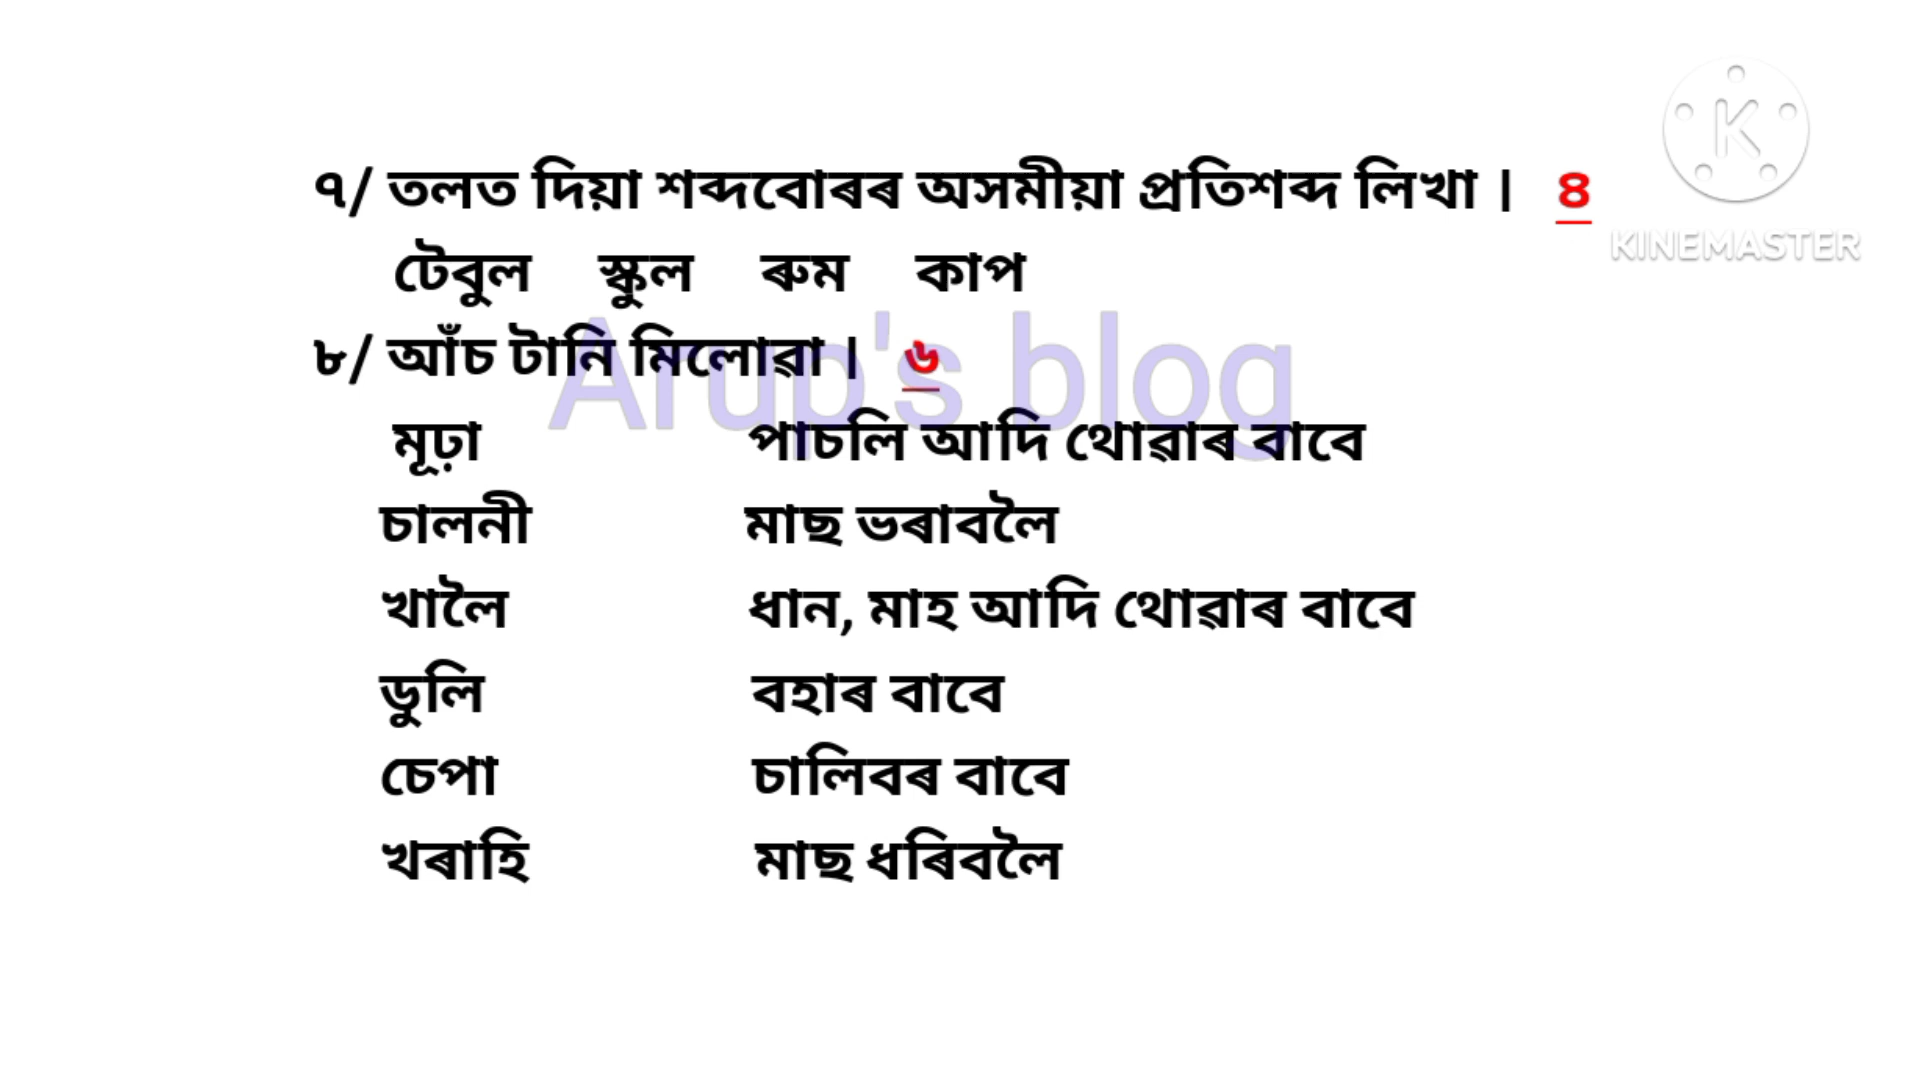 ৭/ তলত দিয়া শব্দবোৰৰ অসমীয়া প্ৰতিশব্দ লিখা । ৪
টেবুল স্কুল ৰুম কাপ
৮/ আঁচ টানি মিলোৱা । ৬
মূঢ়া পাচলি আদি থোৱাৰ বাবে
চালনী মাছ ভৰাবলৈ
খালৈ ধান, মাহ আদি থোৱাৰ বাবে
ডুলি বহাৰ বাবে
চেপা চালিবৰ বাবে
খৰাহি মাছ ধৰিবলৈ
Arup's blog
K
KINEMASTER